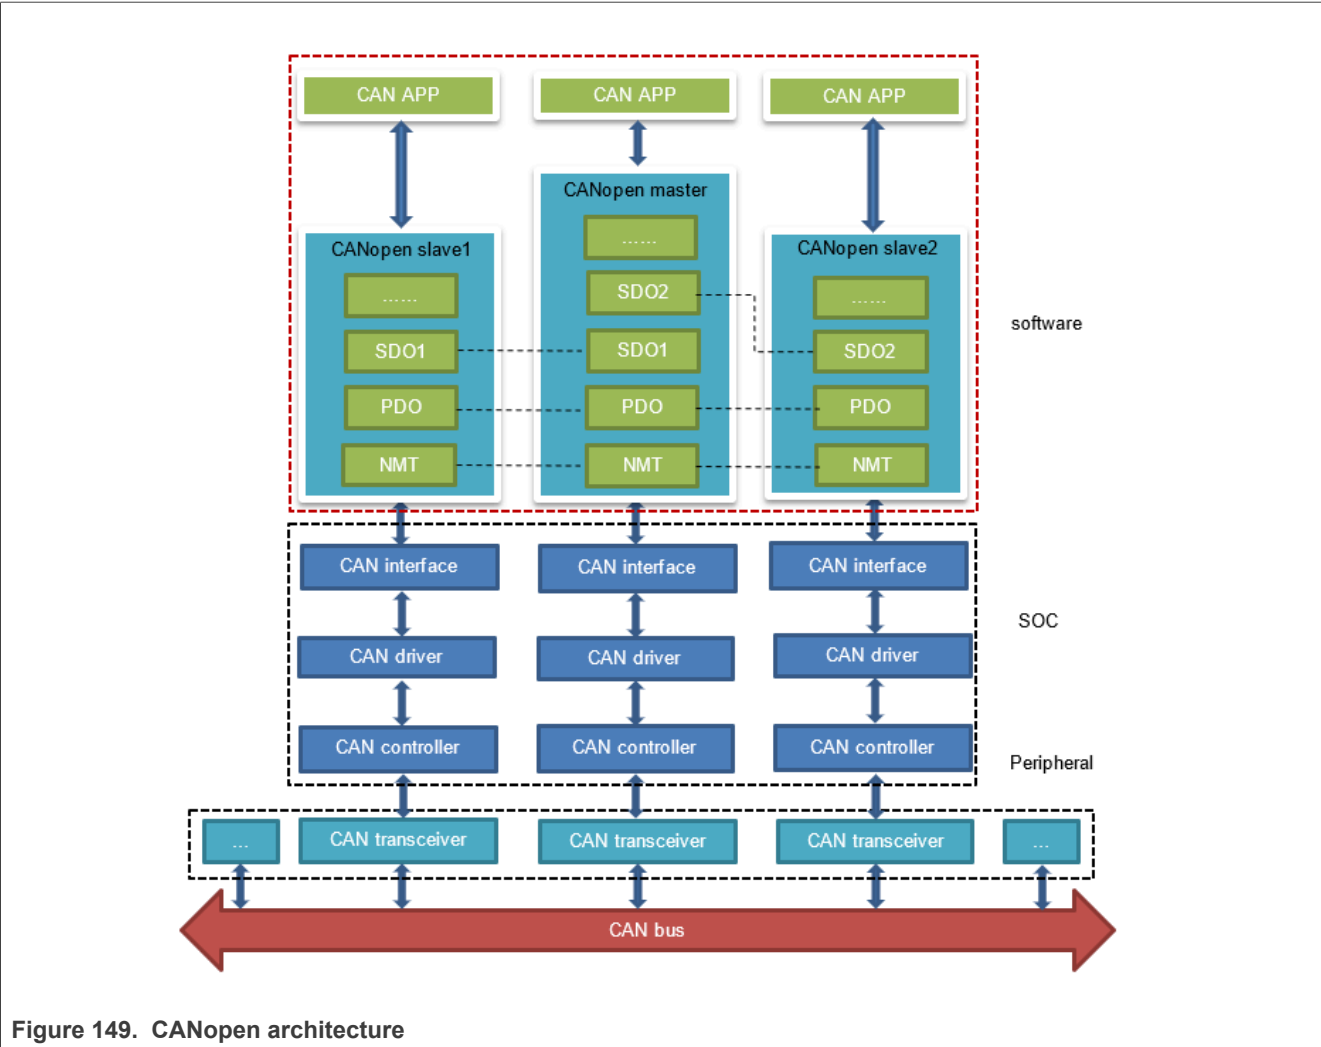 CAN APP
CAN APP
CAN APP
CANopen master
......
CANopen slave1
CANopen slave2
......
SDO2
......
software
SDO1
SDO1
SDO2
PDO
PDO
PDO
NMT
NMT
NMT
CAN interface
CAN interface
CAN interface
SOC
CAN driver
CAN driver
CAN driver
CAN controller
CAN controller
CAN controller
Peripheral
...
CAN transceiver
CAN transceiver
CAN transceiver
...
CAN bus
Figure 149. CANopen architecture